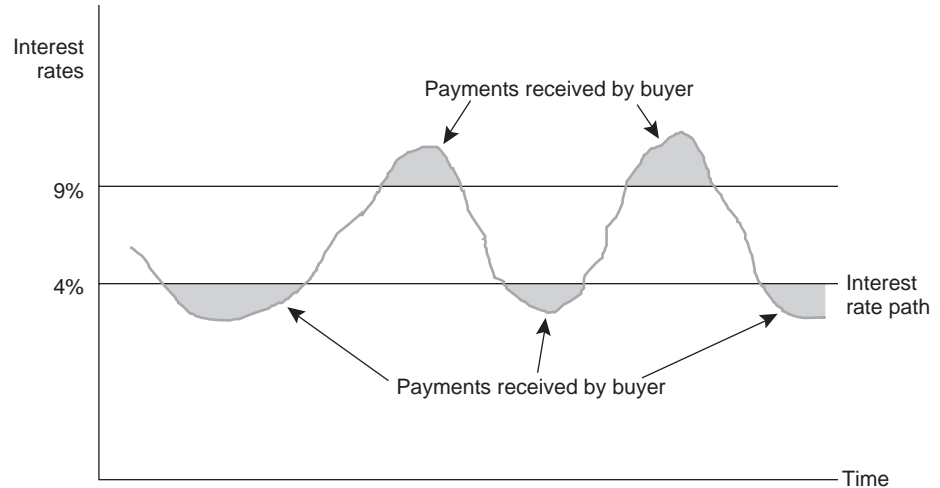 Interest
rates
Payments received by buyer
9%
4%
Interest
rate path
Payments received by buyer
Time